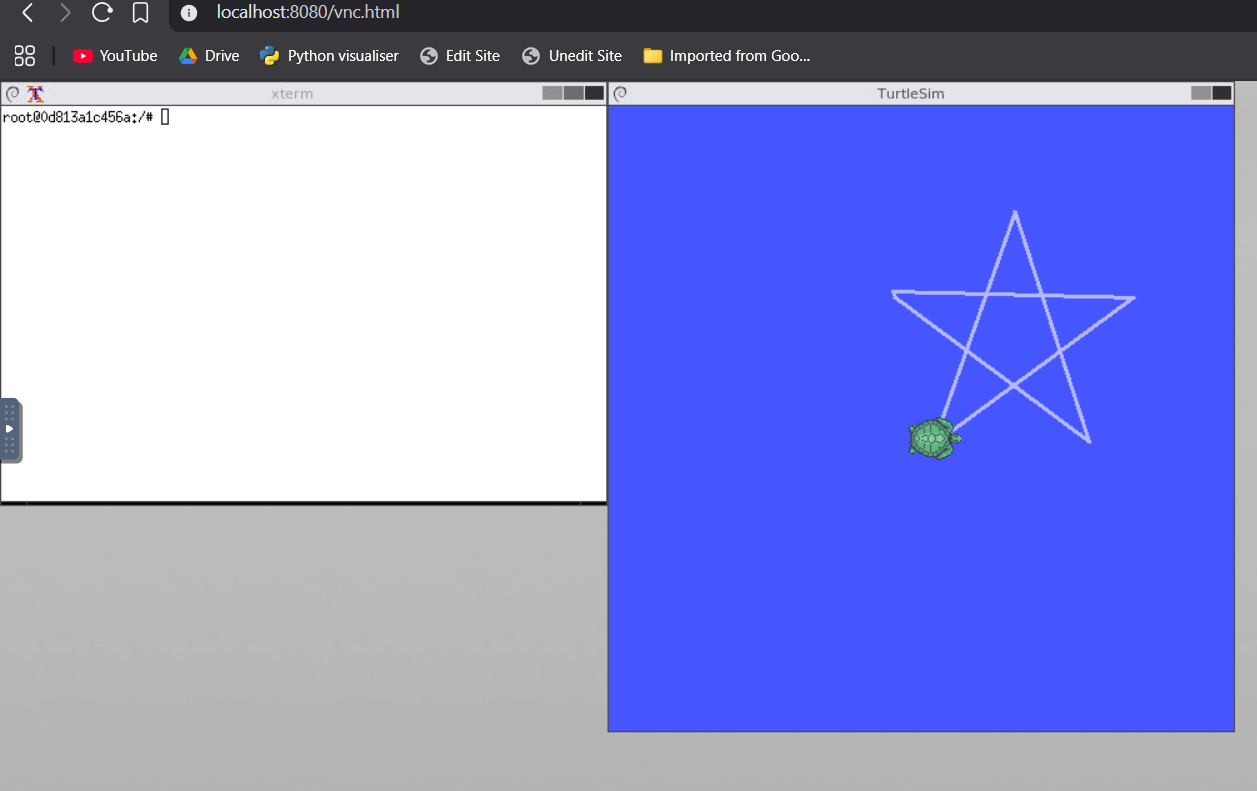 localhost:8080/vnc.html
YouTube Drive Python visualiser Edit Site Unedit Site Imported from Goo...
xterm TurtleSim
root@0d813a1c456a:/#